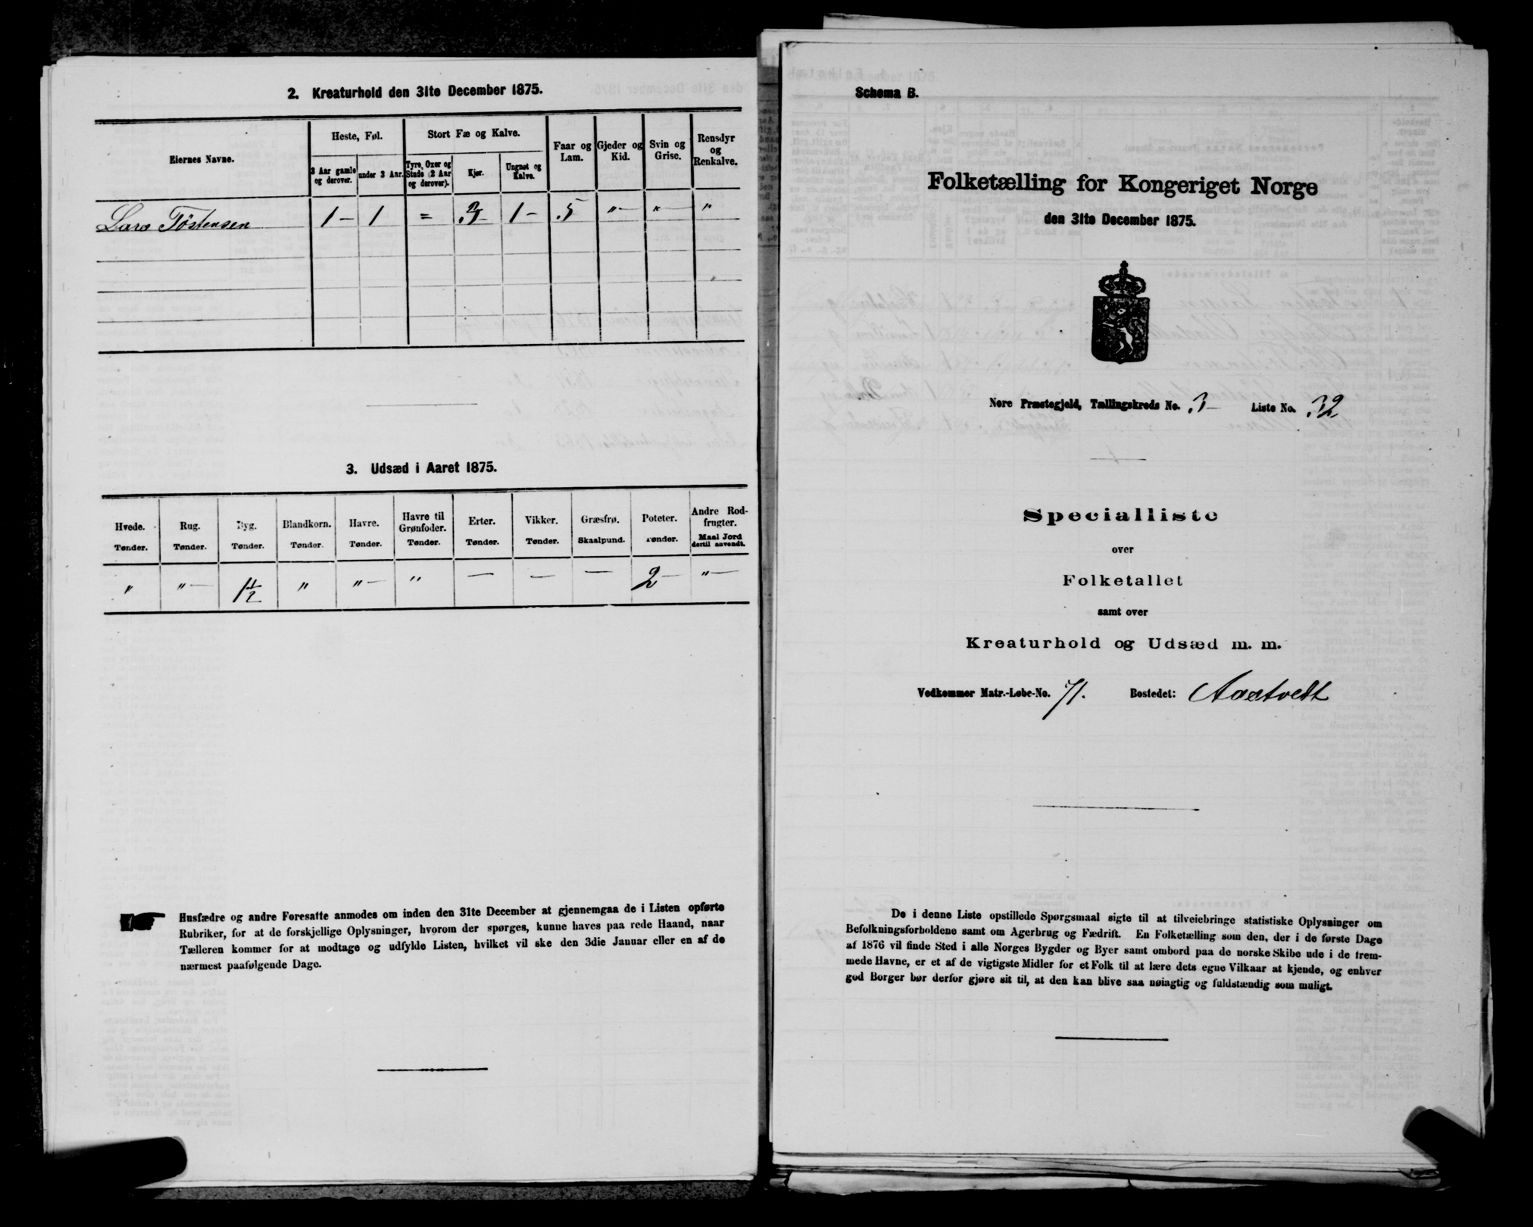 2. Kreaturhold den 31te December 1875.
Eiernes Navne.
Heste, Føl.
2 Aar gamle og derover.
under 2 Aar.
Stort Fæ og Kalve.
Tyre, Oxer og Stude (2 Aar og derover).
Kjør.
Ungnøt og Kalve.
Faar og Lam.
Gjeder og Kid.
Svin og Grise.
Rensdyr og Renkalve.
Lars Tostensen 1 – 1 = 3 1 – 5 " – " – "
3. Udsæd i Aaret 1875.
Hvede. Rug. Byg. Blandkorn. Havre. Havre til Grønfoder. Erter. Vikker. Græsfrø. Poteter. Andre Rodfrugter.
Tønder. Tønder. Tønder. Tønder. Tønder. Tønder. Tønder. Tønder. Skaalpund. Tønder. Maal Jord dertil anvendt.
" " – 1½ " " – " — — — 2 – " –
Husfædre og andre Foresatte anmodes om inden den 31te December at gjennemgaa de i Listen opførte
Rubriker, for at de forskjellige Oplysninger, hvorom der spørges, kunne haves paa rede Haand, naar
Tælleren kommer for at modtage og udfylde Listen, hvilket vil ske den 3die Januar eller en af de
nærmest paafølgende Dage.
Schema B.
Folketælling for Kongeriget Norge
den 31te December 1875.
Nore Præstegjeld, Tællingskreds No. 3 – Liste No. 32
Specialliste
over
Folketallet
samt over
Kreaturhold og Udsæd m. m.
Vedkommer Matr.-Løbe-No. 71. Bostedet: Aastvedt
De i denne Liste opstillede Spørgsmaal sigte til at tilveiebringe statistiske Oplysninger om
Befolkningsforholdene samt om Agerbrug og Fædrift. En Folketælling som den, der i de første Dage
af 1876 vil finde Sted i alle Norges Bygder og Byer samt ombord paa de norske Skibe ude i de frem-
mede Havne, er et af de vigtigste Midler for et Folk til at lære dets egne Vilkaar at kjende, og enhver
god Borger bør derfor gjøre sit til, at den kan blive saa nøiagtig og fuldstændig som muligt.